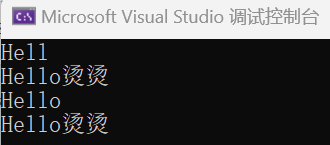 Microsoft Visual Studio 调试控制台
Hell
Hello烫烫
Hello
Hello烫烫